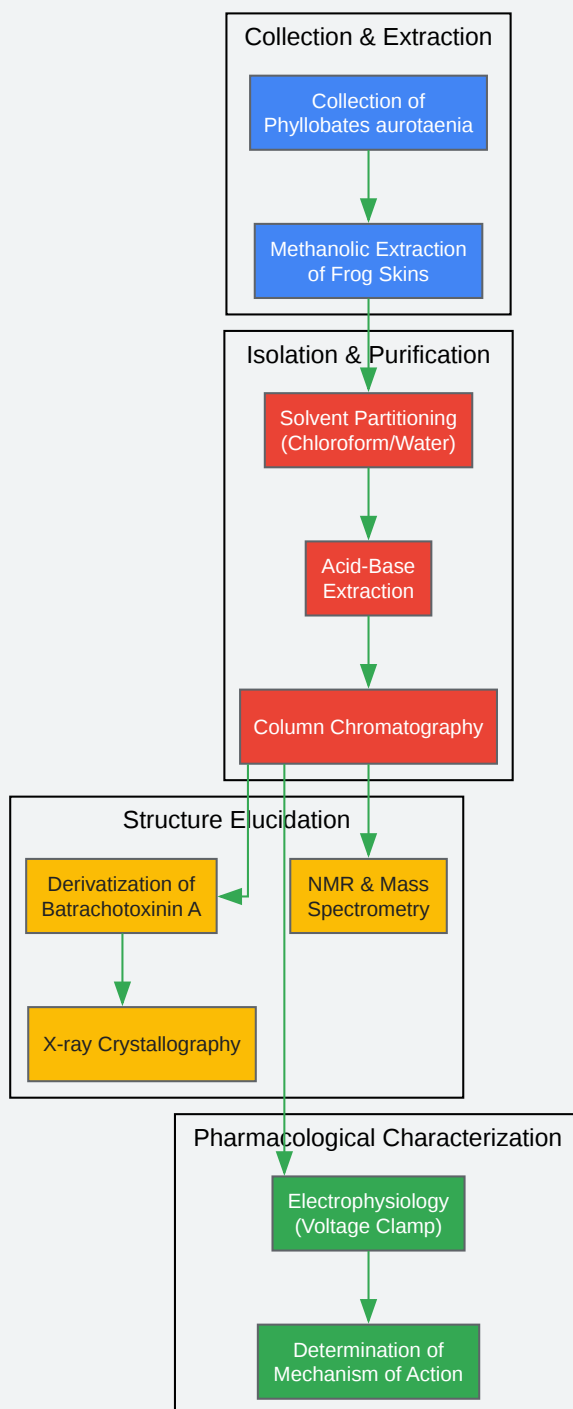 Collection & Extraction
Collection of
Phyllobates aurotaenia
Methanolic Extraction
of Frog Skins
Isolation & Purification
Solvent Partitioning
(Chloroform/Water)
Acid-Base
Extraction
Column Chromatography
Structure Elucidation
Derivatization of
Batrachotoxinin A
NMR & Mass
Spectrometry
X-ray Crystallography
Pharmacological Characterization
Electrophysiology
(Voltage Clamp)
Determination of
Mechanism of Action